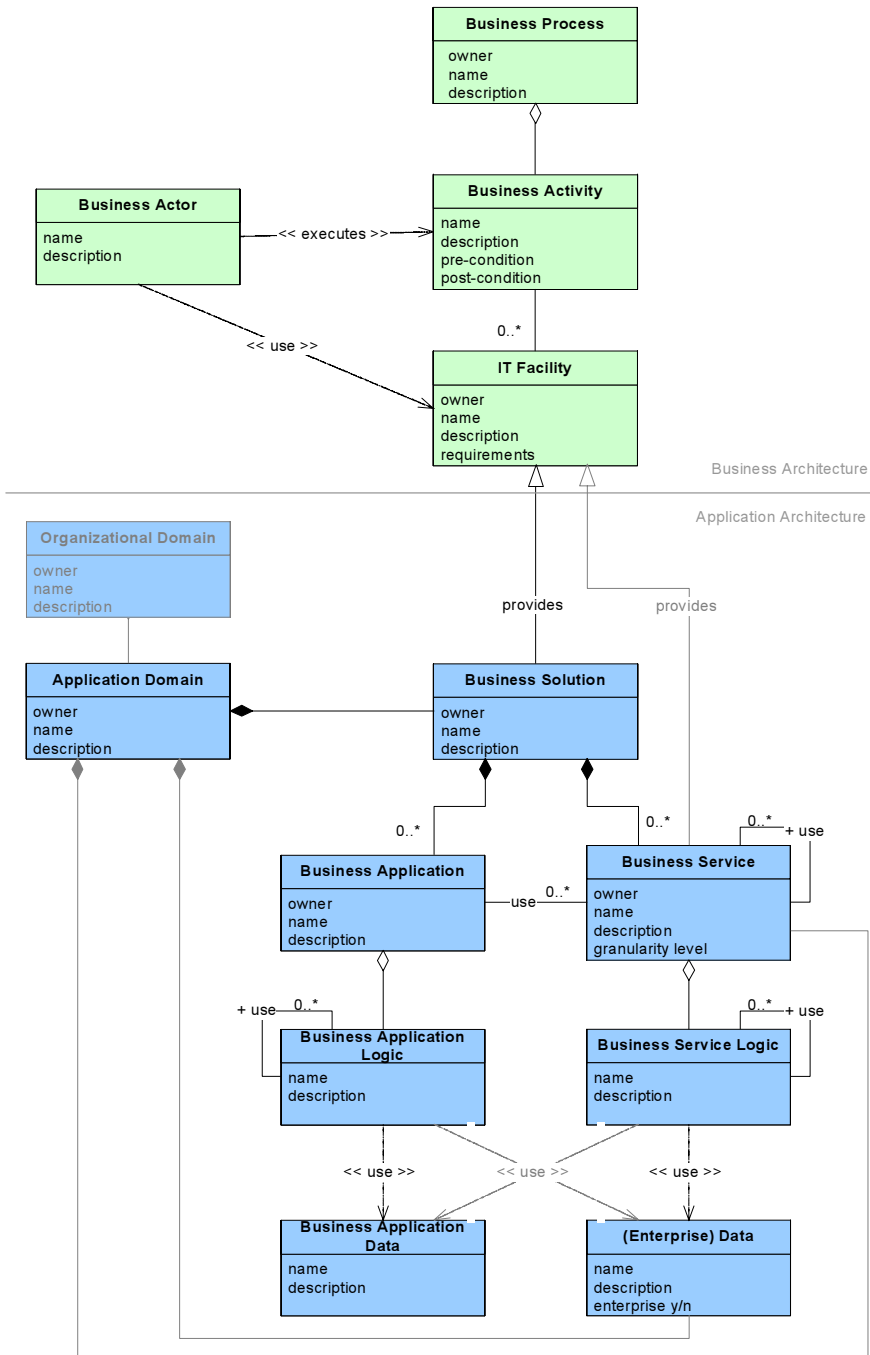 Business Process
owner
name
description
Business Activity
name
description
pre-condition
post-condition
Business Actor
name
description
<< executes >>
<< use >>
0..*
IT Facility
owner
name
description
requirements
Business Architecture
Application Architecture
Organizational Domain
owner
name
description
provides
provides
Application Domain
owner
name
description
Business Solution
owner
name
description
0..*
0..*
0..*
+ use
Business Application
owner
name
description
use
0..*
Business Service
owner
name
description
granularity level
+ use
0..*
0..*
+ use
Business Application
Logic
name
description
Business Service Logic
name
description
<< use >>
<< use >>
<< use >>
Business Application
Data
name
description
(Enterprise) Data
name
description
enterprise y/n